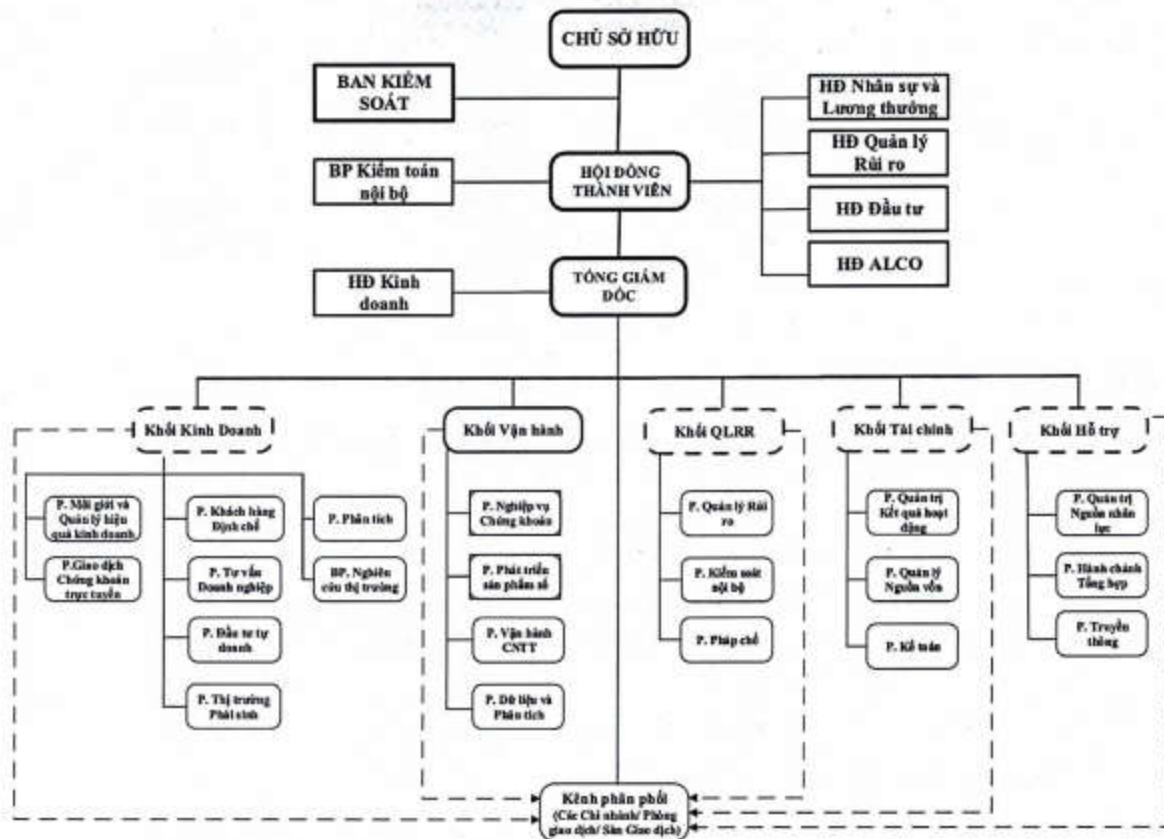 CHỦ SỞ HỮU
BAN KIỂM
SOÁT
HĐ Nhân sự và
Lương thưởng
HĐ Quản lý
Rủi ro
BP Kiểm toán
nội bộ
HỘI ĐỒNG
THÀNH VIÊN
HĐ Đầu tư
HĐ ALCO
HĐ Kinh
doanh
TỔNG GIÁM
ĐỐC
Khối Kinh Doanh
Khối Vận hành
Khối QLRR
Khối Tài chính
Khối Hỗ trợ
P. Môi giới và
Quản lý hiệu
quả kinh doanh
P.Giao dịch
Chứng khoán
trực tuyến
P. Khách hàng
Định chế
P. Tư vấn
Doanh nghiệp
P. Đầu tư tự
doanh
P. Thị trường
Phái sinh
P. Phân tích
BP. Nghiên
cứu thị trường
P. Nghiệp vụ
Chứng khoán
P. Phát triển
sản phẩm số
P. Vận hành
CNTT
P. Dữ liệu và
Phân tích
P. Quản lý Rủi
ro
P. Kiểm soát
nội bộ
P. Pháp chế
P. Quản trị
Kết quả hoạt
động
P. Quản lý
Nguồn vốn
P. Kế toán
P. Quản trị
Nguồn nhân
lực
P. Hành chánh
Tổng hợp
P. Truyền
thông
Kênh phân phối
(Các Chi nhánh/ Phòng
giao dịch/ Sàn Giao dịch)